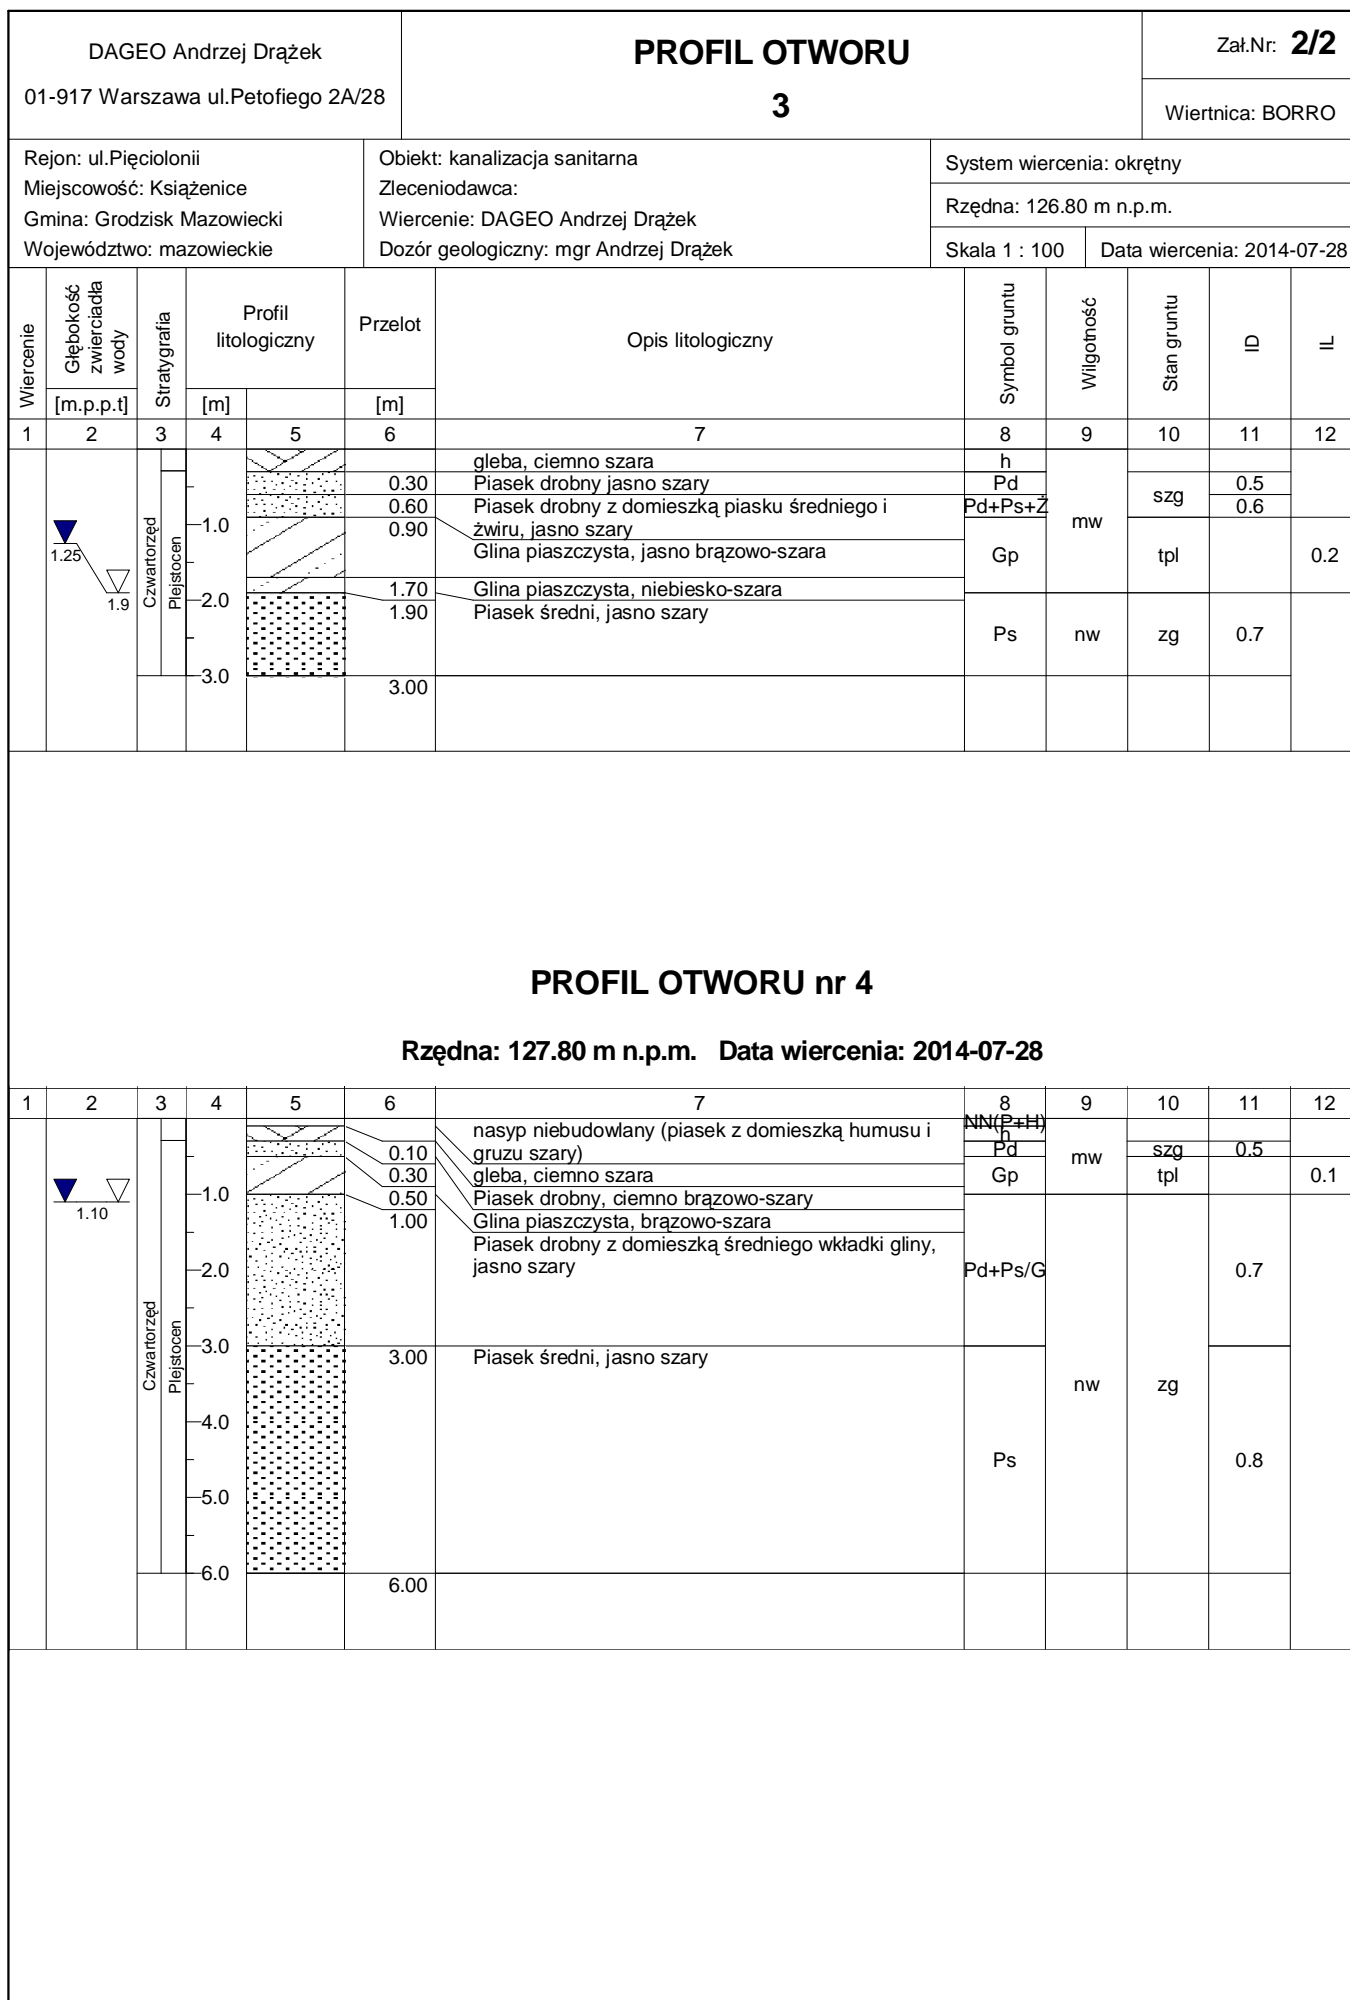 DAGEO Andrzej Drążek
01-917 Warszawa ul.Petofiego 2A/28
PROFIL OTWORU
3
Zał.Nr: 2/2
Wiertnica: BORRO
Rejon: ul.Pięciolonii
Miejscowość: Książenice
Gmina: Grodzisk Mazowiecki
Województwo: mazowieckie
Obiekt: kanalizacja sanitarna
Zleceniodawca:
Wiercenie: DAGEO Andrzej Drążek
Dozór geologiczny: mgr Andrzej Drążek
System wiercenia: okrętny
Rzędna: 126.80 m n.p.m.
Skala 1 : 100 Data wiercenia: 2014-07-28
Wiercenie
Głębokość
zwierciadła
wody
[m.p.p.t]
Stratygrafia
Profil
litologiczny
[m]
Przelot
[m]
Opis litologiczny
Symbol gruntu
Wilgotność
Stan gruntu
ID
IL
1 2 3 4 5 6 7 8 9 10 11 12
1.25
1.9
Czwartorzęd
Plejstocen
1.0
2.0
3.0
gleba, ciemno szara h
0.30 Piasek drobny jasno szary Pd 0.5
0.60 Piasek drobny z domieszką piasku średniego i Pd+Ps+Ż szg 0.6
0.90 żwiru, jasno szary mw
Glina piaszczysta, jasno brązowo-szara Gp tpl 0.2
1.70 Glina piaszczysta, niebiesko-szara
1.90 Piasek średni, jasno szary
Ps nw zg 0.7
3.00
PROFIL OTWORU nr 4
Rzędna: 127.80 m n.p.m. Data wiercenia: 2014-07-28
1 2 3 4 5 6 7 8 9 10 11 12
1.10
Czwartorzęd
Plejstocen
1.0
2.0
3.0
4.0
5.0
6.0
nasyp niebudowlany (piasek z domieszką humusu i NN(P+H)
h
0.10 gruzu szary) Pd mw szg 0.5
0.30 gleba, ciemno szara Gp tpl 0.1
0.50 Piasek drobny, ciemno brązowo-szary
1.00 Glina piaszczysta, brązowo-szara
Piasek drobny z domieszką średniego wkładki gliny,
jasno szary Pd+Ps/G 0.7
3.00 Piasek średni, jasno szary
nw zg
Ps 0.8
6.00